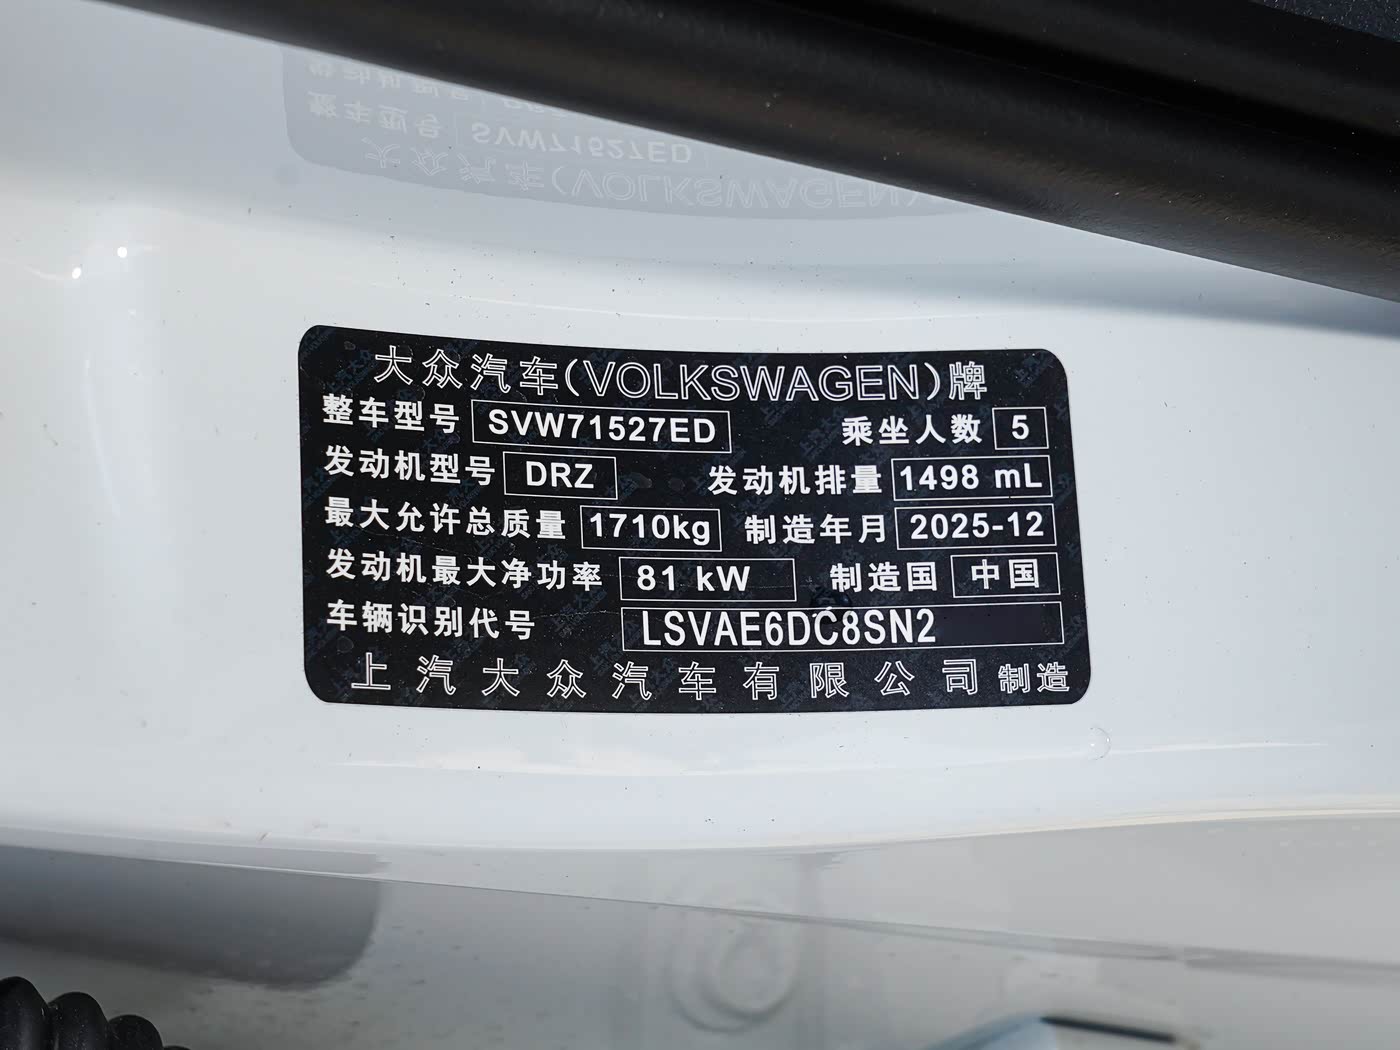 大众汽车(VOLKSWAGEN)牌
整车型号 SVW71527ED 乘坐人数 5
发动机型号 DRZ 发动机排量 1498 mL
最大允许总质量 1710kg 制造年月 2025-12
发动机最大净功率 81 kW 制造国 中国
车辆识别代号 LSVAE6DC8SN2
上汽大众汽车有限公司 制造